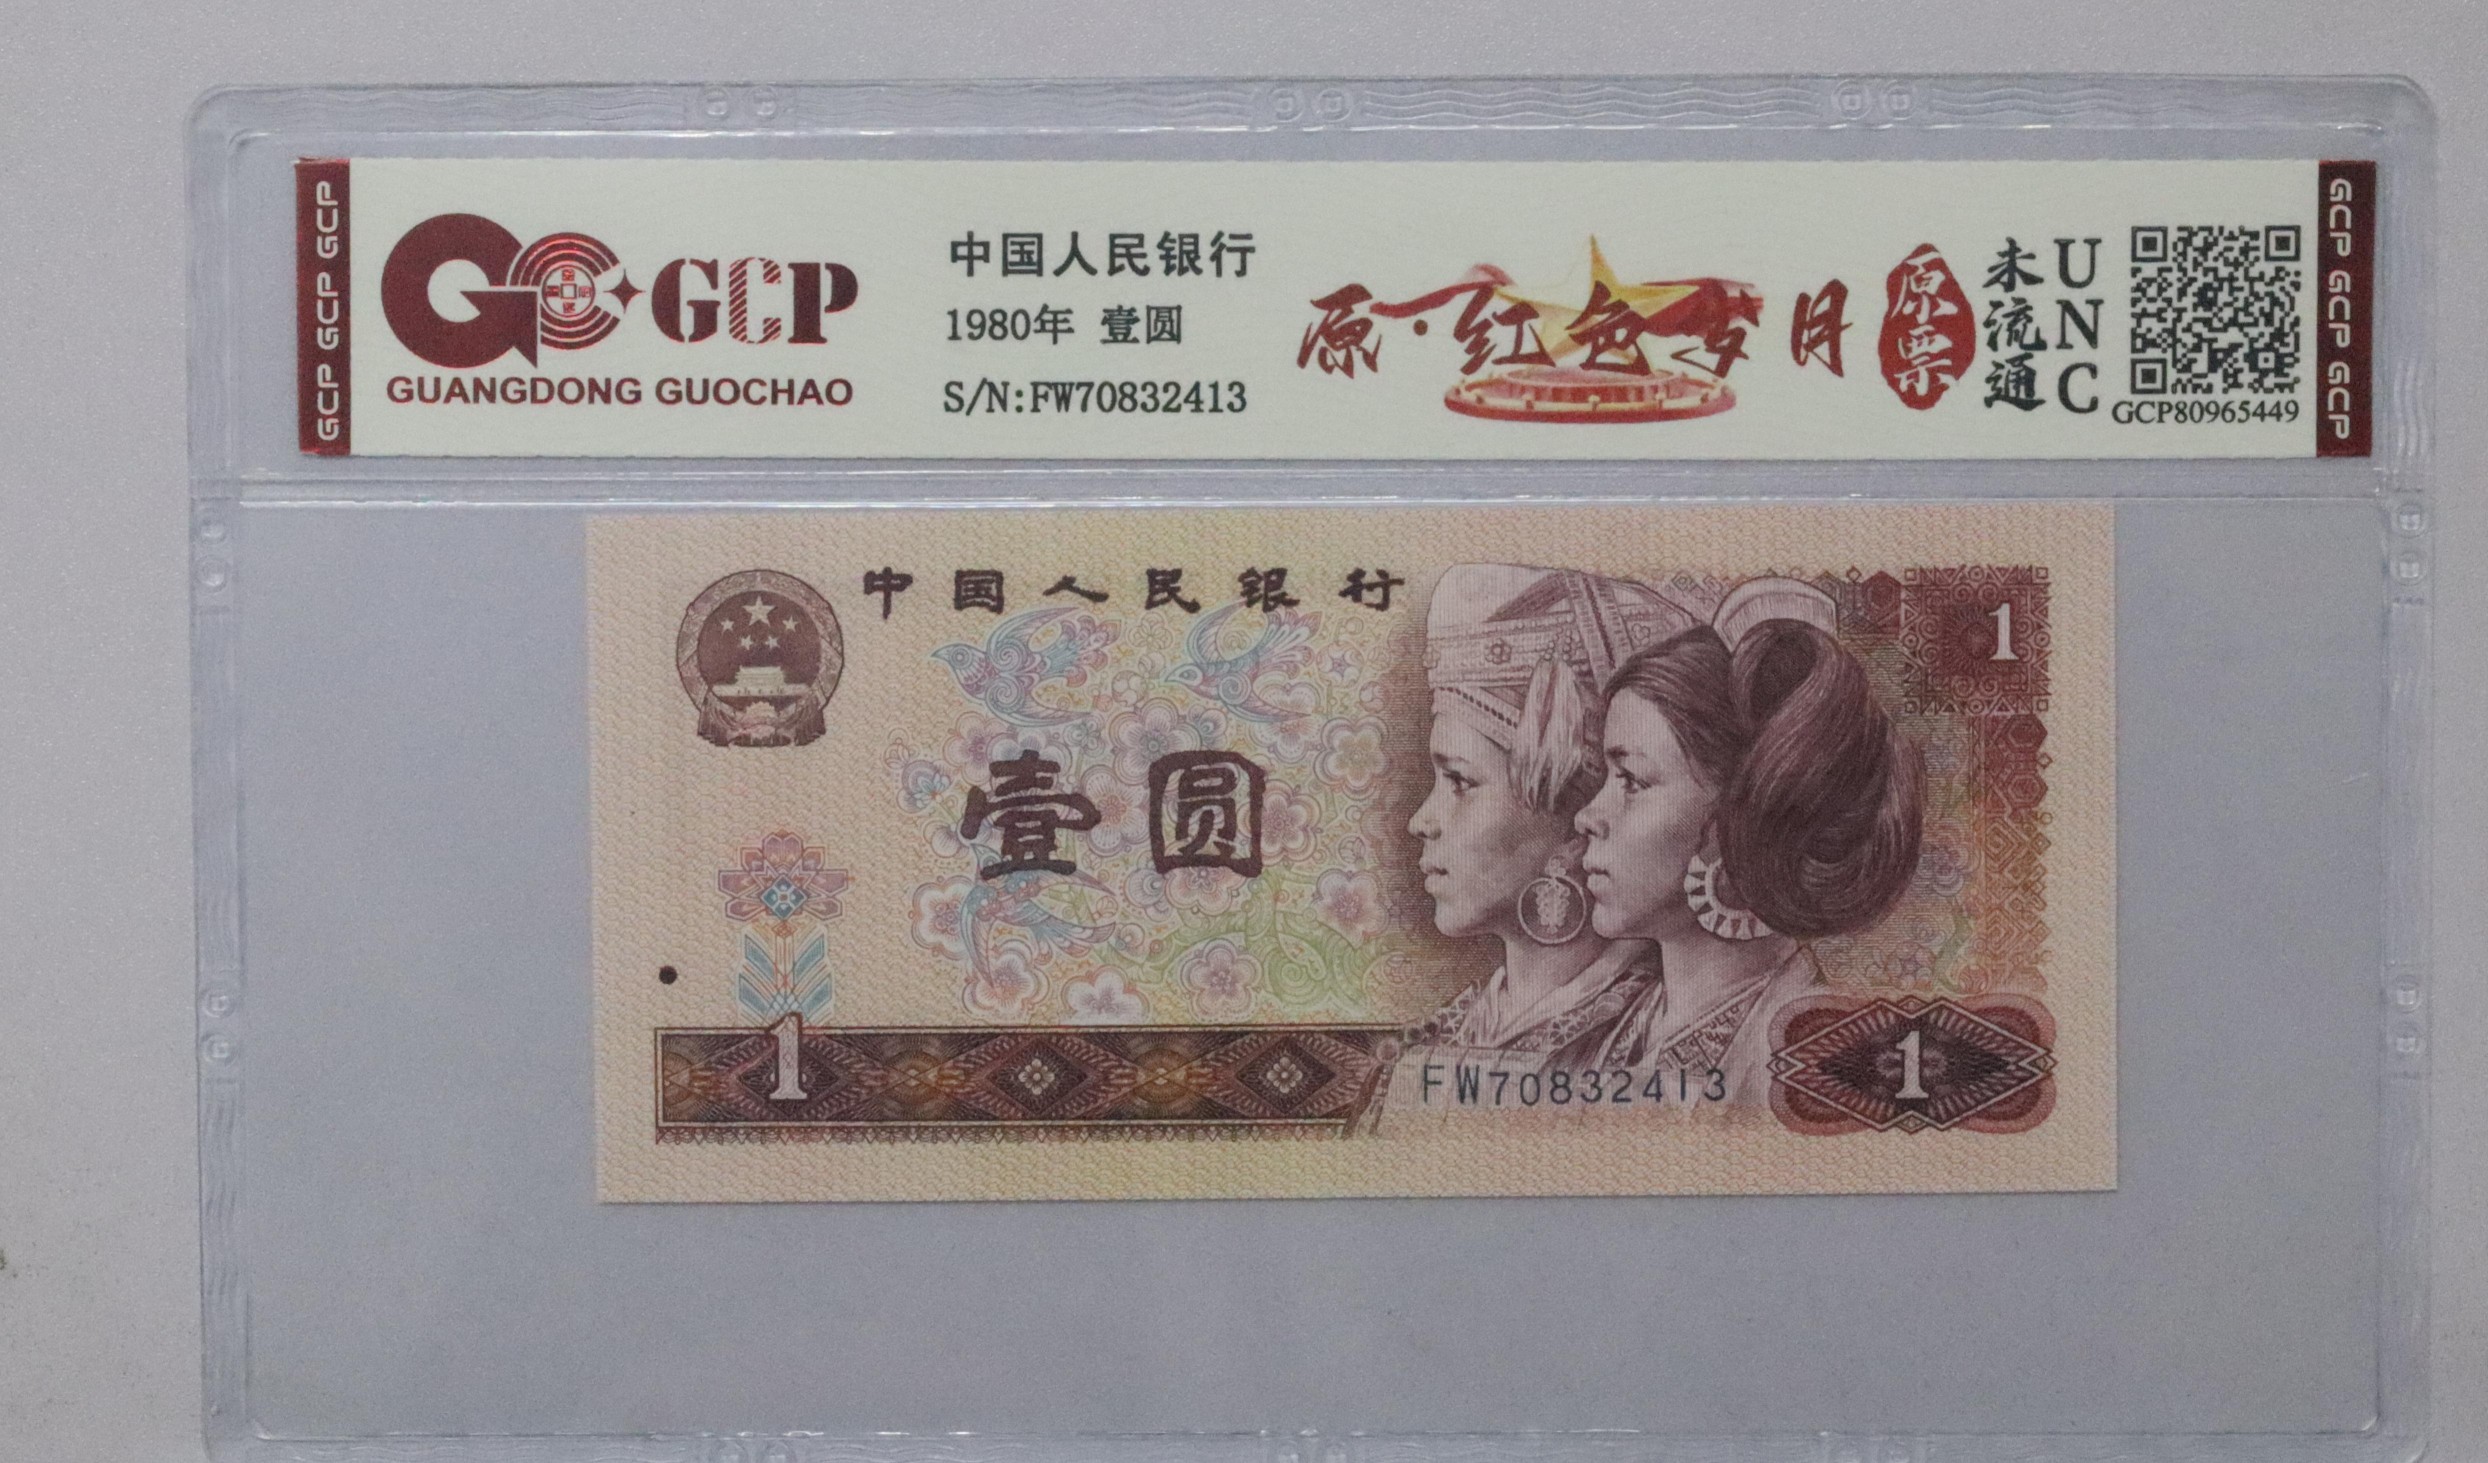 GCP GCP GCP
GCP
GUANGDONG GUOCHAO
中国人民银行
1980年 壹圆
S/N:FW70832413
原·红色岁月
原票
未流通
UNC
GCP80965449
GCP GCP GCP
中国人民银行
壹圆
1
1
FW70832413
1